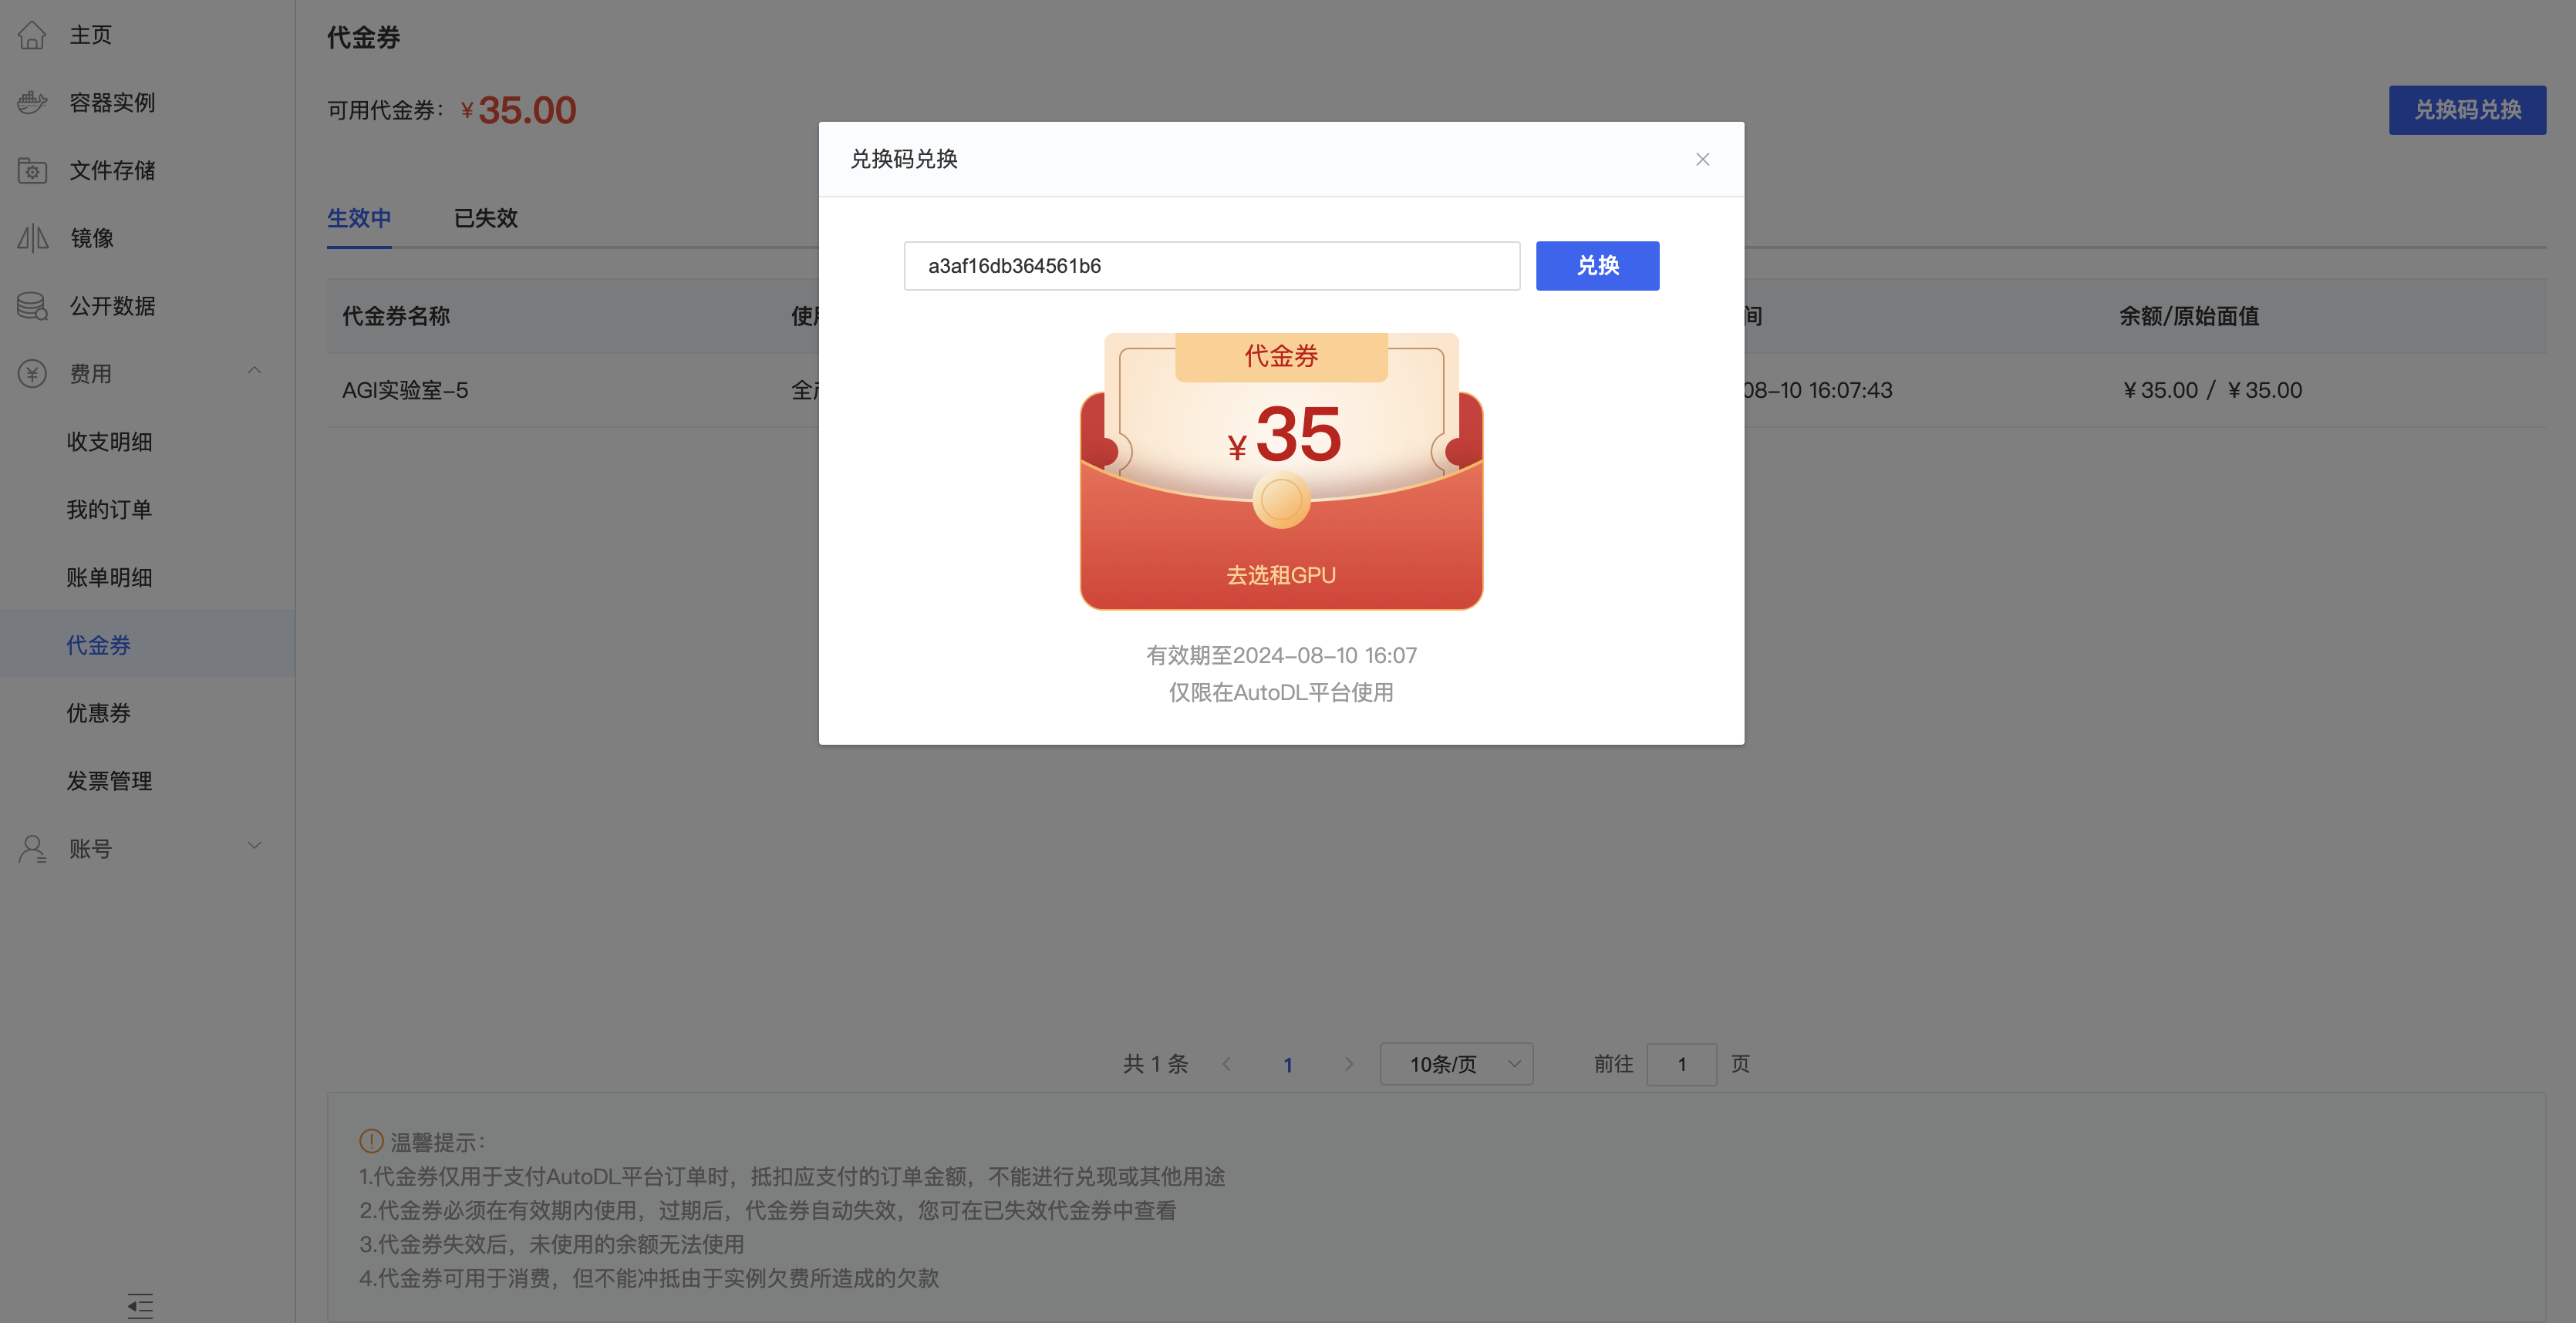 主页
容器实例
文件存储
镜像
公开数据
费用
收支明细
我的订单
账单明细
代金券
优惠券
发票管理
账号
代金券
可用代金券：¥35.00
兑换码兑换
生效中 已失效
代金券名称
余额/原始面值
AGI实验室-5
08-10 16:07:43
¥35.00 / ¥35.00
兑换码兑换
a3af16db364561b6
兑换
代金券
¥35
去选租GPU
有效期至2024-08-10 16:07
仅限在AutoDL平台使用
共 1 条
1
10条/页
前往 1 页
温馨提示：
1.代金券仅用于支付AutoDL平台订单时，抵扣应支付的订单金额，不能进行兑现或其他用途
2.代金券必须在有效期内使用，过期后，代金券自动失效，您可在已失效代金券中查看
3.代金券失效后，未使用的余额无法使用
4.代金券可用于消费，但不能冲抵由于实例欠费所造成的欠款